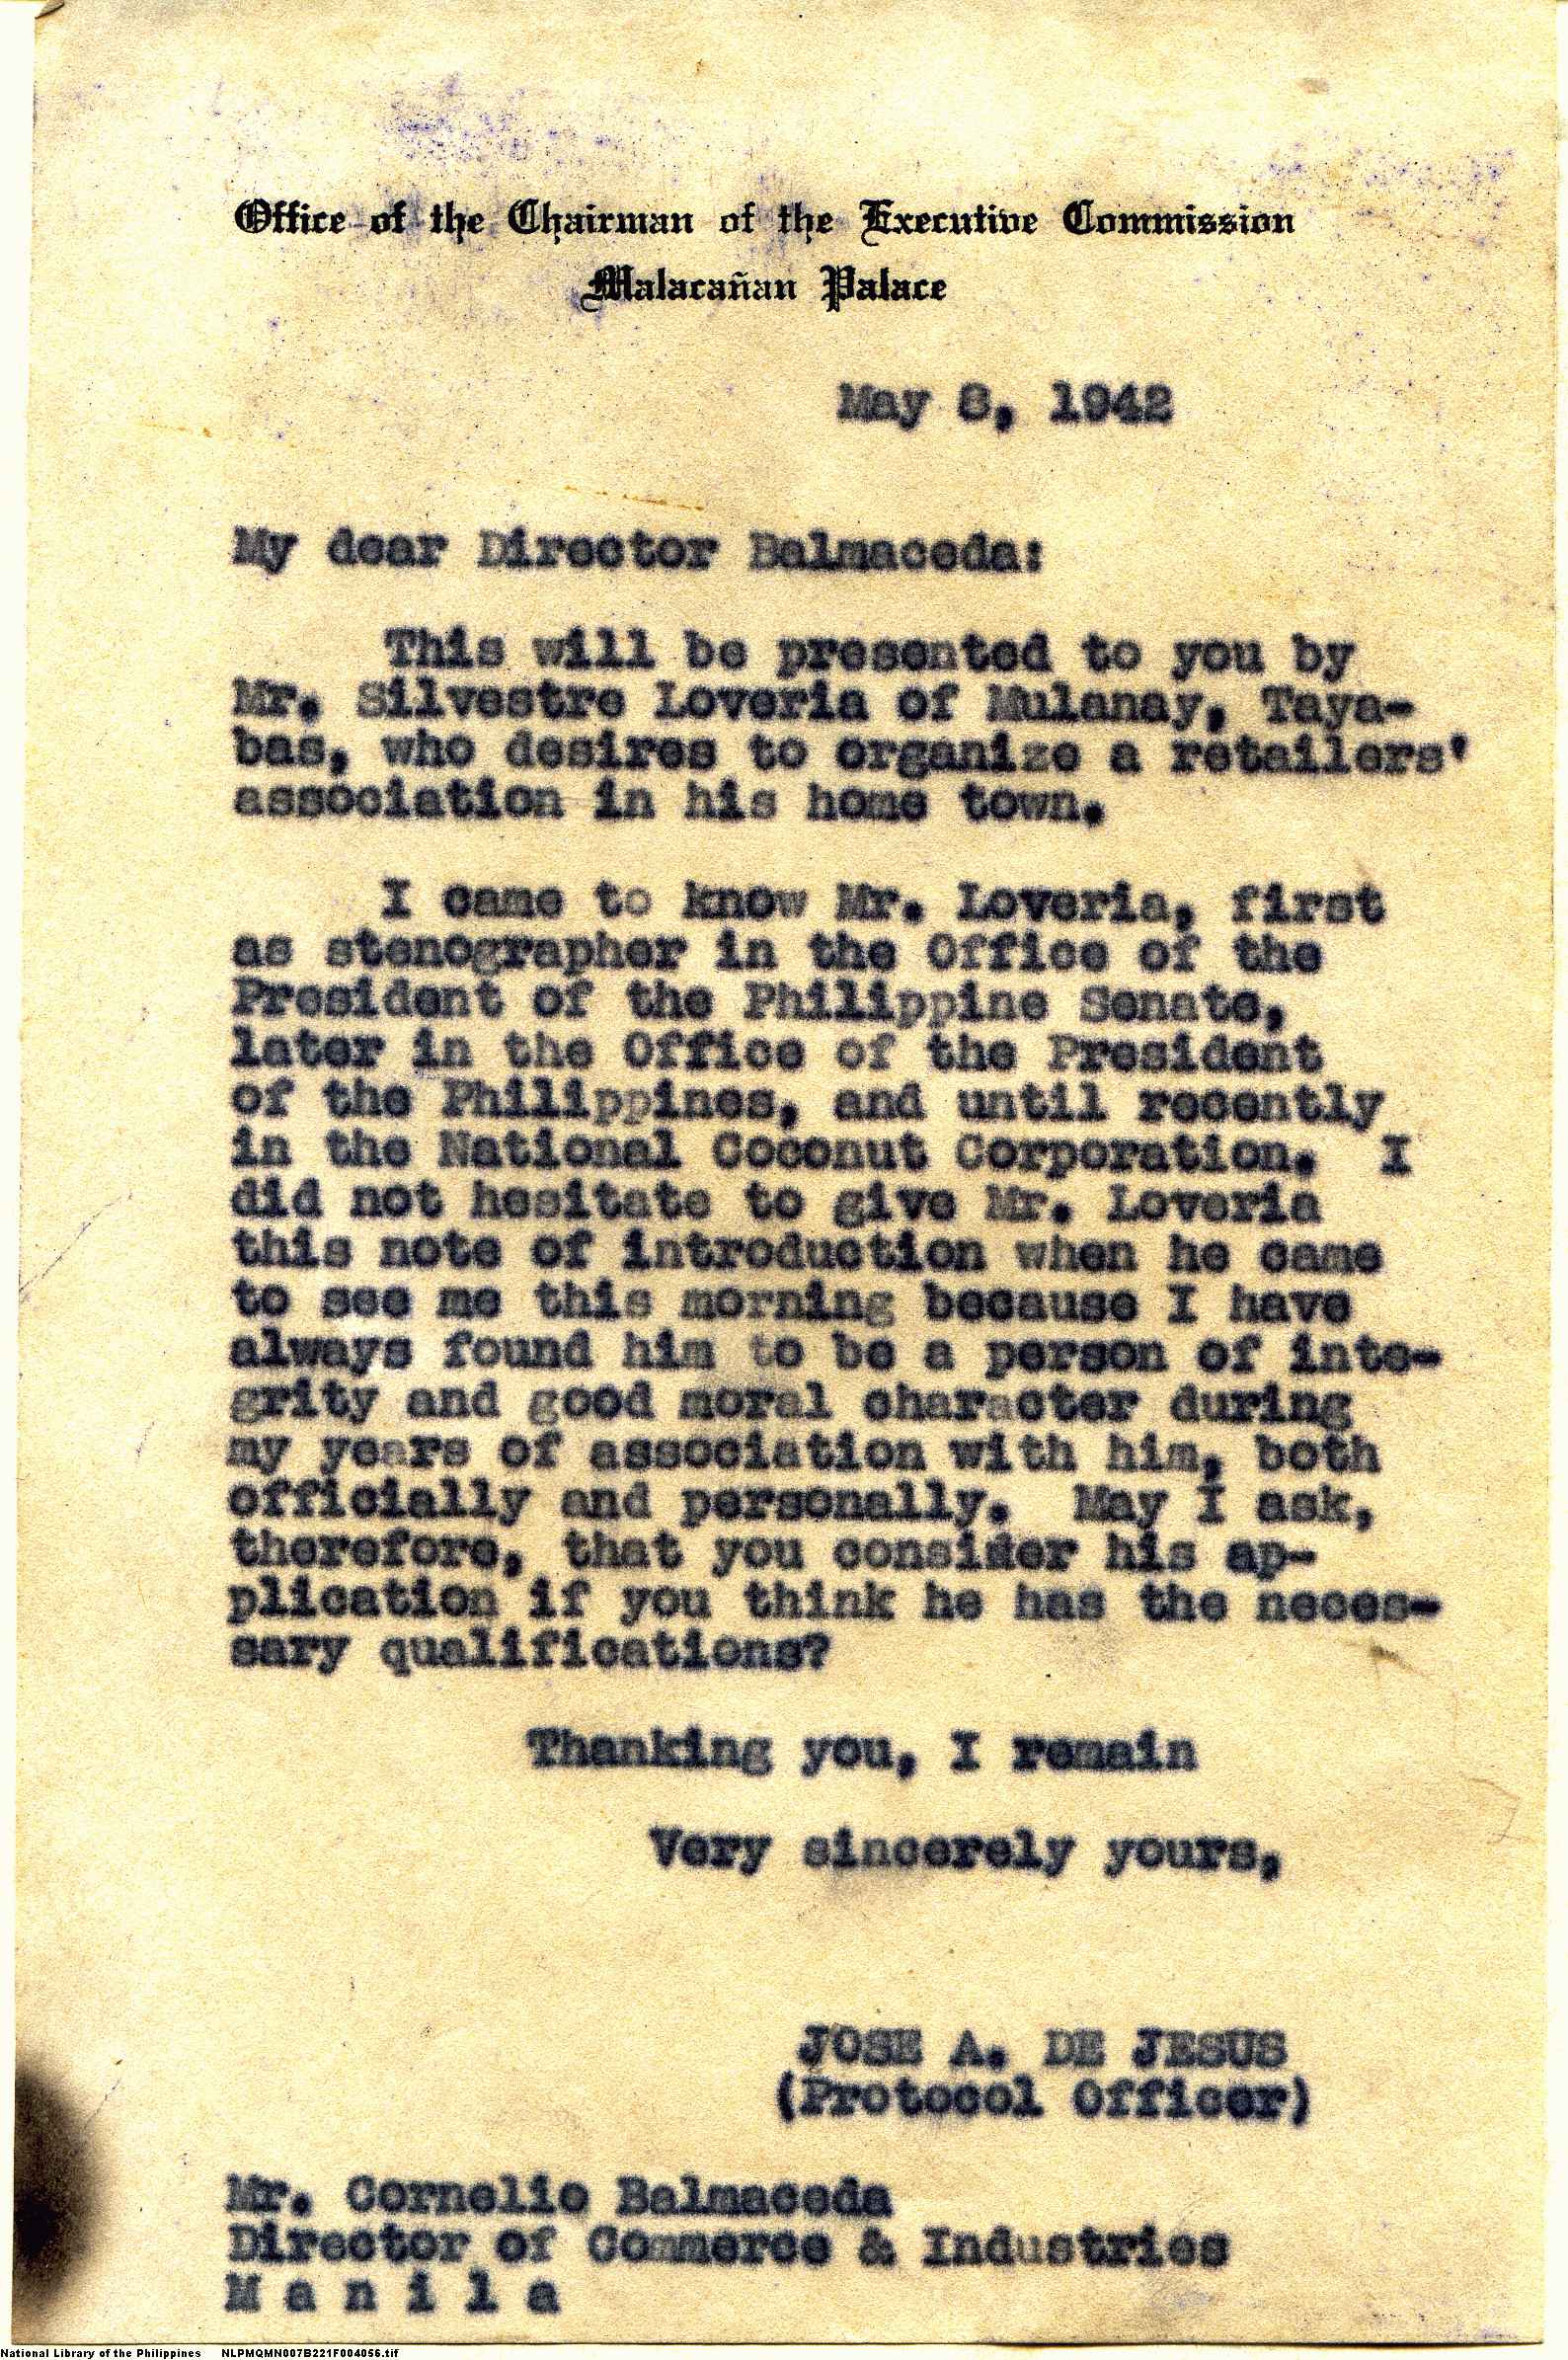 Office of the Chairman of the Executive Commission
Malacañan Palace
May 8, 1942
My dear Director Balmaceda:
This will be presented to you by
Mr. Silvestre Loveria of Mulanay, Taya-
bas, who desires to organize a retailers'
association in his home town.
I came to know Mr. Loveria, first
as stenographer in the Office of the
President of the Philippine Senate,
later in the Office of the President
of the Philippines, and until recently
in the National Coconut Corporation. I
did not hesitate to give Mr. Loveria
this note of introduction when he came
to see me this morning because I have
always found him to be a person of inte-
grity and good moral character during
my years of association with him, both
officially and personally. May I ask,
therefore, that you consider his ap-
plication if you think he has the neces-
sary qualifications?
Thanking you, I remain
Very sincerely yours,
JOSE A. DE JESUS
(Protocol Officer)
Mr. Cornelio Balmaceda
Director of Commerce & Industries
M a n i l a
National Library of the Philippines NLPMQMN007B221F004056.tif